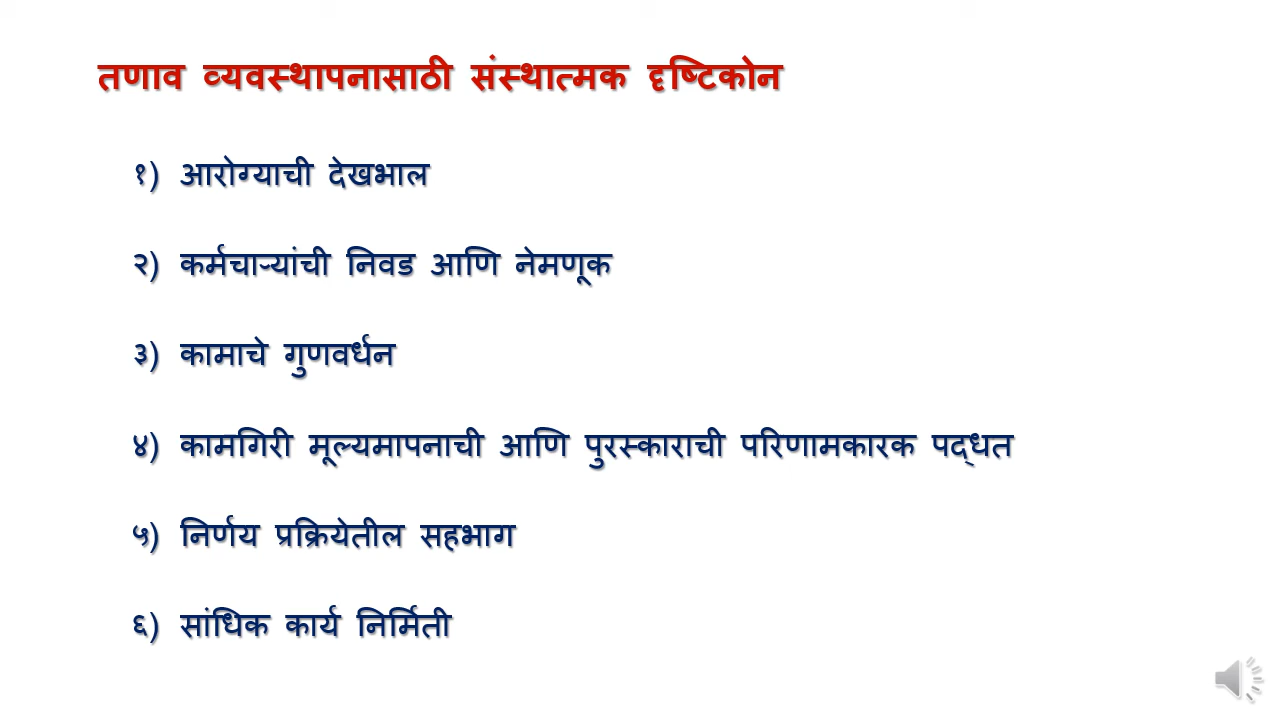 तणाव व्यवस्थापनासाठी संस्थात्मक दृष्टिकोन
१) आरोग्याची देखभाल
२) कर्मचाऱ्यांची निवड आणि नेमणूक
३) कामाचे गुणवर्धन
४) कामगिरी मूल्यमापनाची आणि पुरस्काराची परिणामकारक पद्धत
५) निर्णय प्रक्रियेतील सहभाग
६) सांधिक कार्य निर्मिती